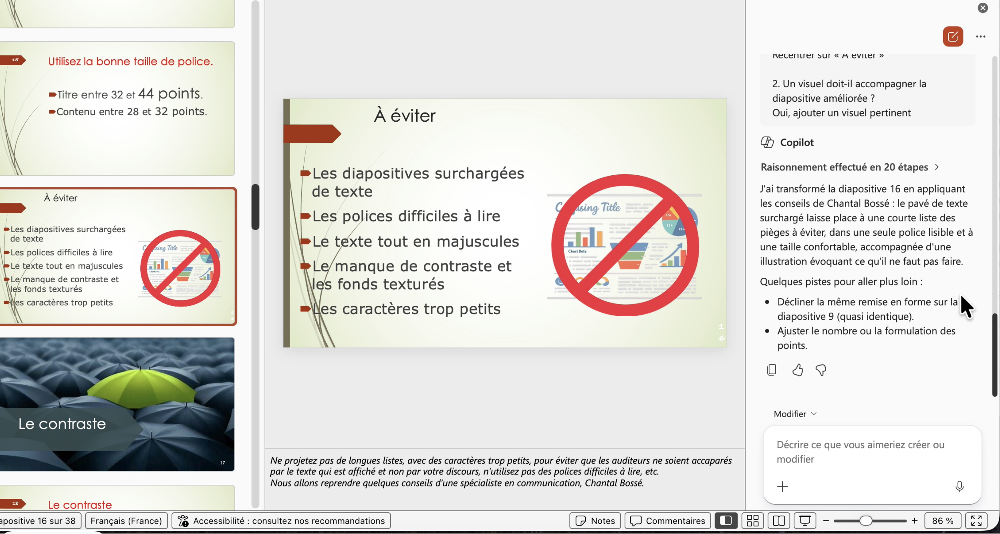 15
Utilisez la bonne taille de police.
Titre entre 32 et 44 points.
Contenu entre 28 et 32 points.
À éviter
Les diapositives surchargées
de texte
Les polices difficiles à lire
Le texte tout en majuscules
Le manque de contraste et
les fonds texturés
Les caractères trop petits
Chart Date
Le contraste
17
18
Le contraste
À éviter
Les diapositives surchargées
de texte
Les polices difficiles à lire
Le texte tout en majuscules
Le manque de contraste et
les fonds texturés
Les caractères trop petits
Title
Chart Date
1
6
Ne projetez pas de longues listes, avec des caractères trop petits, pour éviter que les auditeurs ne soient accaparés
par le texte qui est affiché et non par votre discours, n’utilisez pas des polices difficiles à lire, etc.
Nous allons reprendre quelques conseils d’une spécialiste en communication, Chantal Bossé.
Recentrer sur « À éviter »
2. Un visuel doit-il accompagner la
diapositive améliorée ?
Oui, ajouter un visuel pertinent
Copilot
Raisonnement effectué en 20 étapes
J'ai transformé la diapositive 16 en appliquant
les conseils de Chantal Bossé : le pavé de texte
surchargé laisse place à une courte liste des
pièges à éviter, dans une seule police lisible et à
une taille confortable, accompagnée d'une
illustration évoquant ce qu'il ne faut pas faire.
Quelques pistes pour aller plus loin :
Décliner la même remise en forme sur la
diapositive 9 (quasi identique).
Ajuster le nombre ou la formulation des
points.
Modifier
Décrire ce que vous aimeriez créer ou
modifier
apositive 16 sur 38
Français (France)
Accessibilité : consultez nos recommandations
Notes
Commentaires
86 %